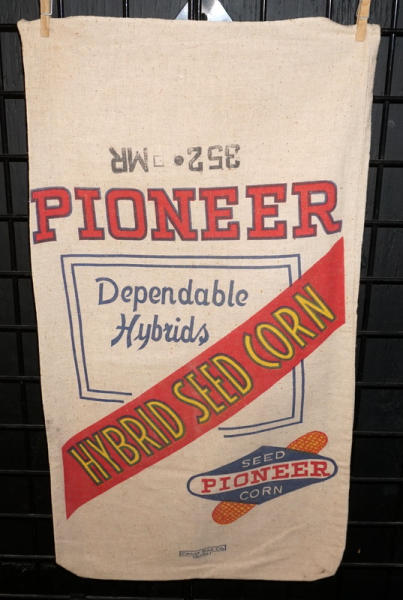 352 MR
PIONEER
Dependable
Hybrids
HYBRID SEED CORN
SEED
PIONEER
CORN